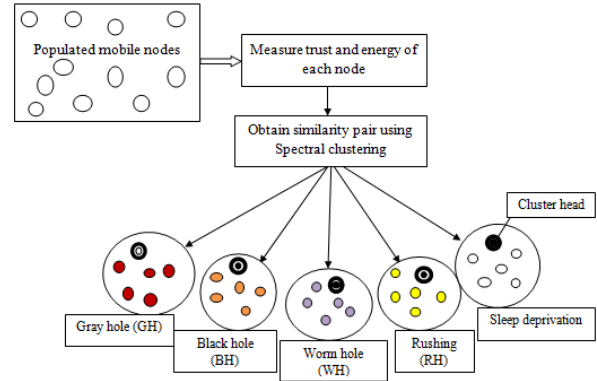 Populated mobile nodes
Measure trust and energy of
each node
Obtain similarity pair using
Spectral clustering
Cluster head
Gray hole (GH)
Black hole
(BH)
Worm hole
(WH)
Rushing
(RH)
Sleep deprivation